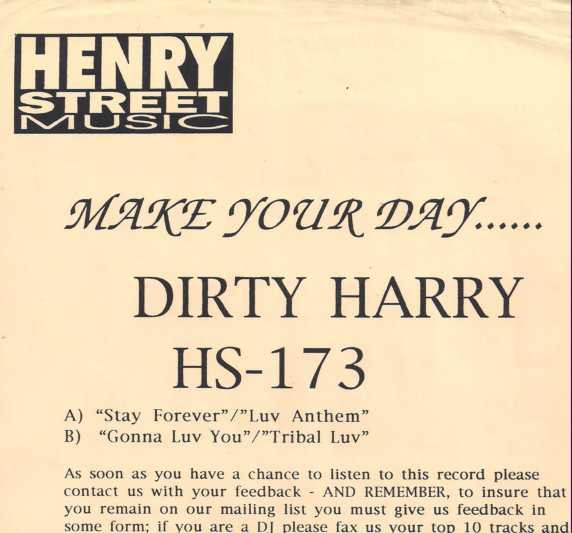 HENRY
STREET
MUSIC
MAKE YOUR DAY......
DIRTY HARRY
HS-173
A) "Stay Forever"/"Luv Anthem"
B) "Gonna Luv You"/"Tribal Luv"
As soon as you have a chance to listen to this record please
contact us with your feedback - AND REMEMBER, to insure that
you remain on our mailing list you must give us feedback in
some form; if you are a DJ please fax us your top 10 tracks and